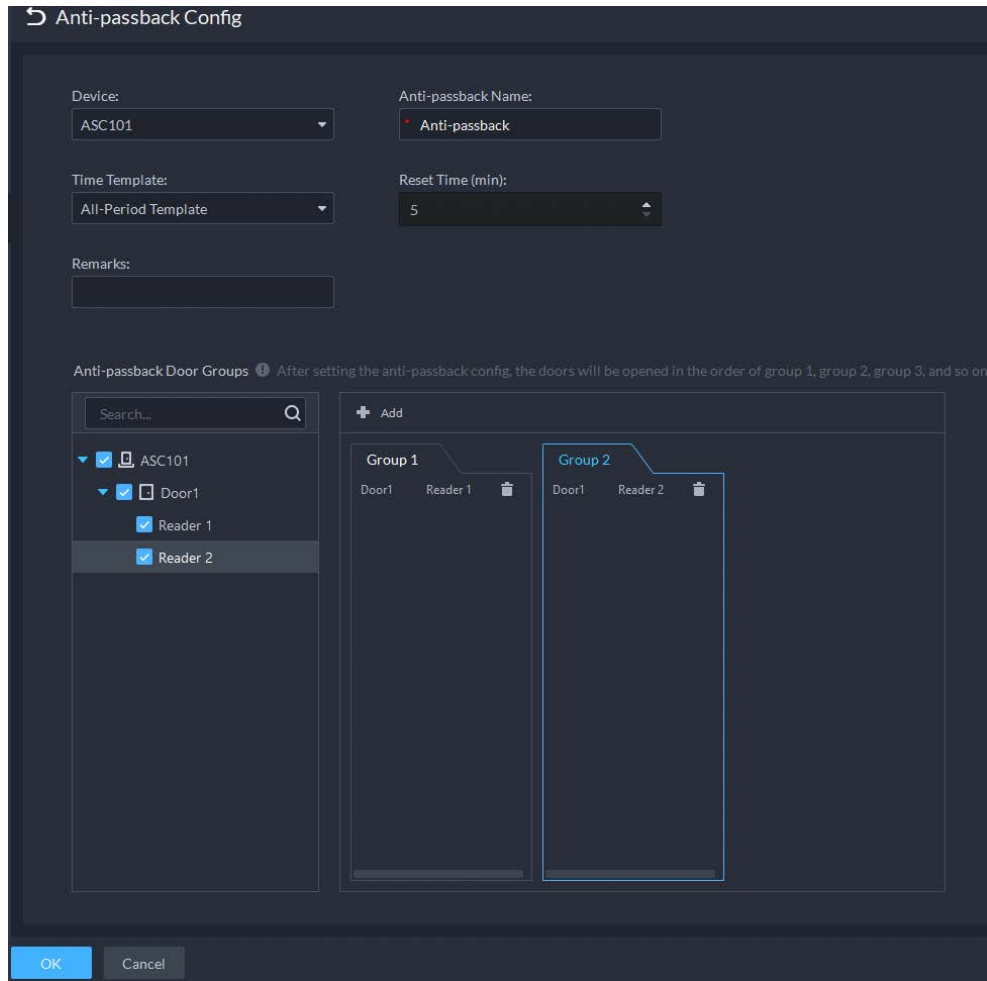 Anti-passback Config
Device: Anti-passback Name:
ASC101 * Anti-passback
Time Template: Reset Time (min):
All-Period Template 5
Remarks:
Anti-passback Door Groups After setting the anti-passback config, the doors will be opened in the order of group 1, group 2, group 3, and so on
Search... Add
ASC101 Group 1 Group 2
Door1 Door1 Reader 1 Door1 Reader 2
Reader 1
Reader 2
OK Cancel